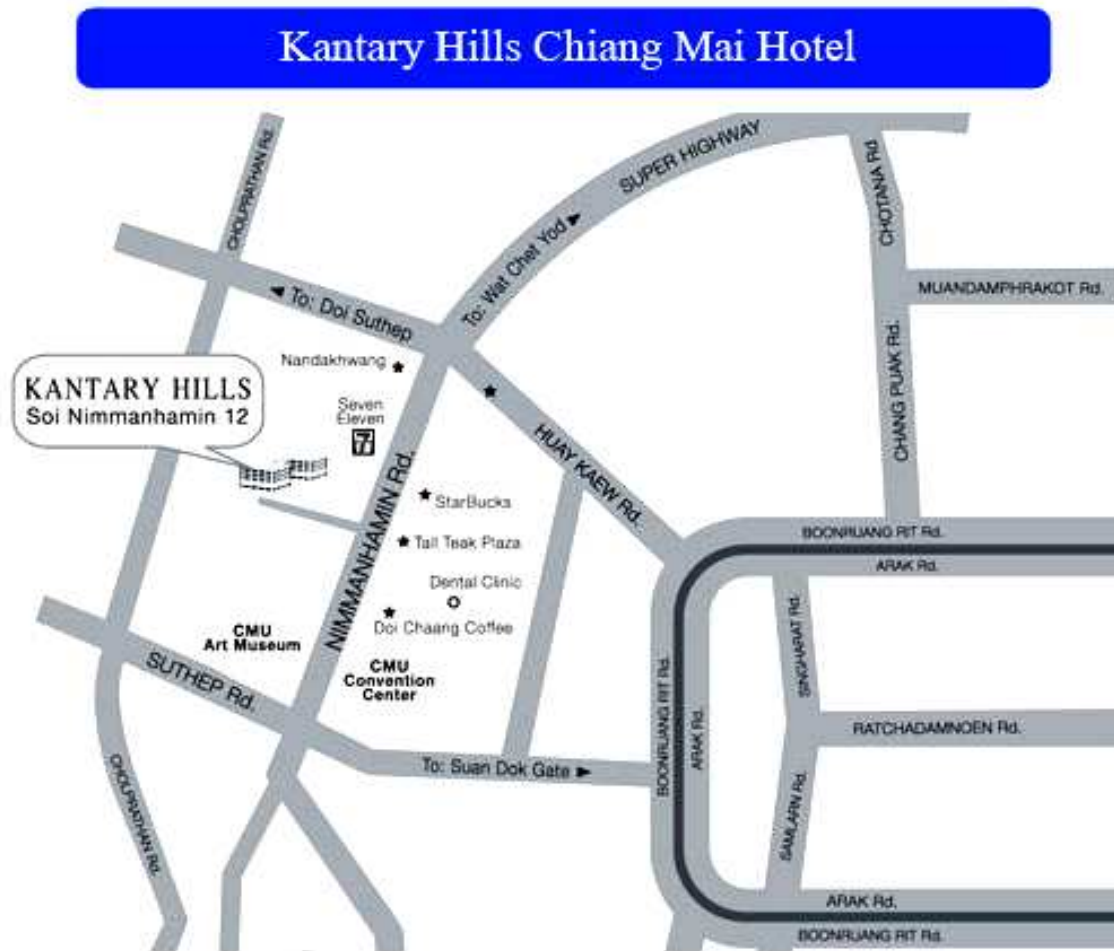 Kantary Hills Chiang Mai Hotel
CHOLPRATHAN Rd.
SUPER HIGHWAY
To: Wat Chet Yod
CHOTANA Rd.
MUANDAMPHRAKOT Rd.
To: Doi Suthep
Nandakhwang
KANTARY HILLS
Soi Nimmanhamin 12
Seven
Eleven
7
CHANG PUAK Rd.
HUAY KAEW Rd.
NIMMANHAMIN Rd.
StarBucks
Tall Teak Plaza
BOONRUANG RIT Rd.
ARAK Rd.
Dental Clinic
Doi Chaang Coffee
CMU
Art Museum
CMU
Convention
Center
SUTHEP Rd.
SINGHARAT Rd.
BOONRUANG RIT Rd.
ARAK Rd.
RATCHADAMNOEN Rd.
To: Suan Dok Gate
CHOLPRATHAN Rd.
SAMLARN Rd.
ARAK Rd.
BOONRUANG RIT Rd.